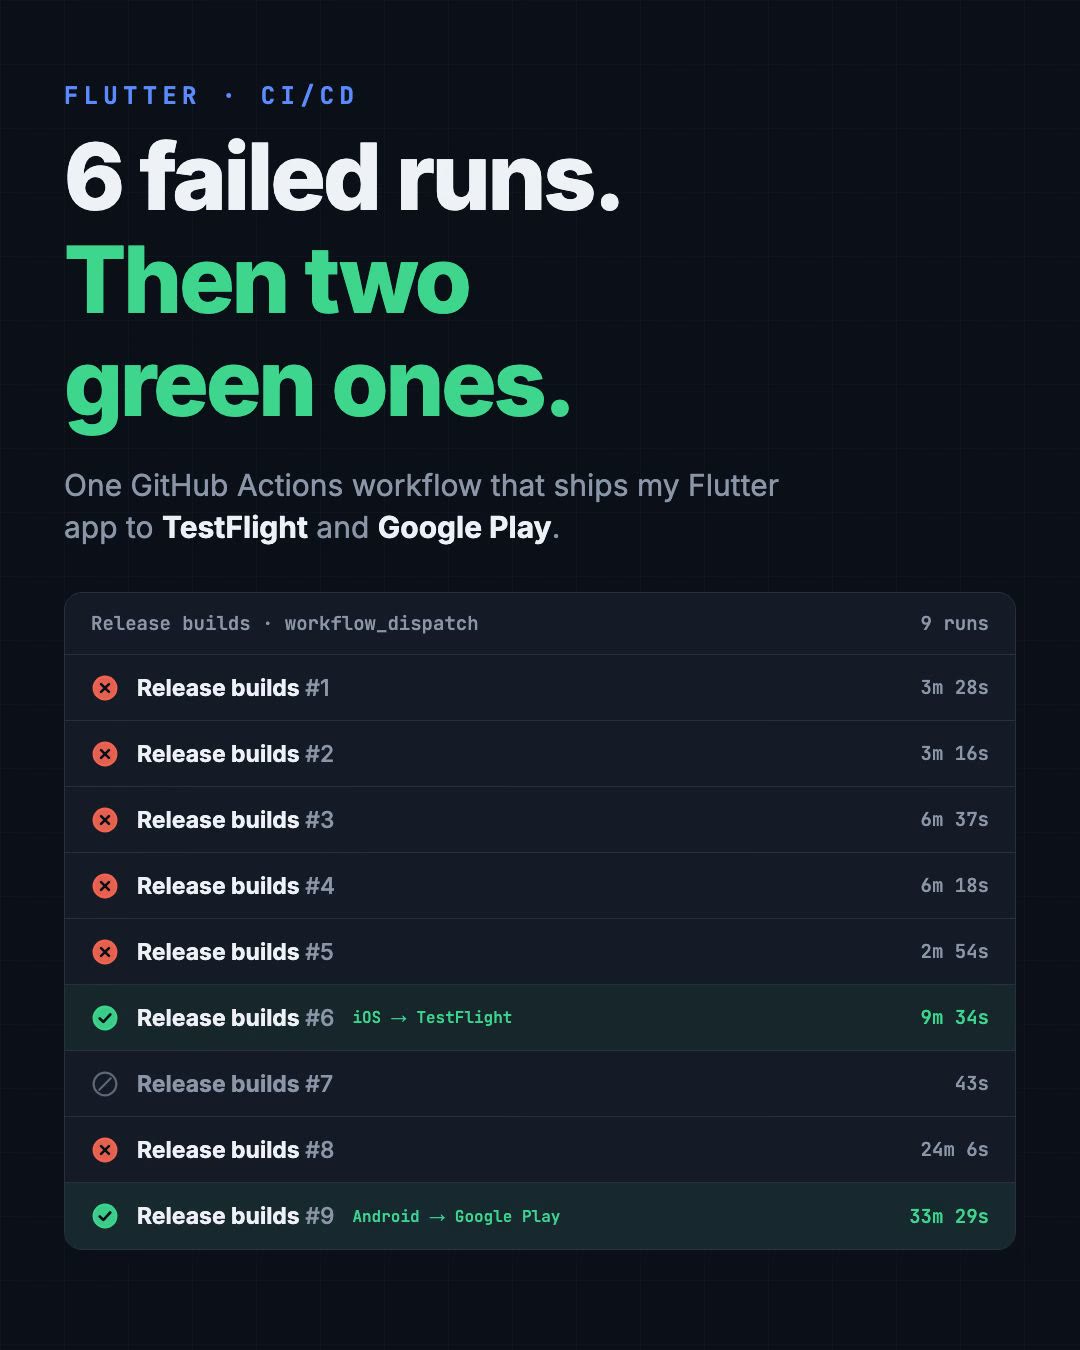 FLUTTER · CI/CD
6 failed runs.
Then two
green ones.
One GitHub Actions workflow that ships my Flutter
app to TestFlight and Google Play.
Release builds · workflow_dispatch 9 runs
Release builds #1 3m 28s
Release builds #2 3m 16s
Release builds #3 6m 37s
Release builds #4 6m 18s
Release builds #5 2m 54s
Release builds #6 iOS → TestFlight 9m 34s
Release builds #7 43s
Release builds #8 24m 6s
Release builds #9 Android → Google Play 33m 29s